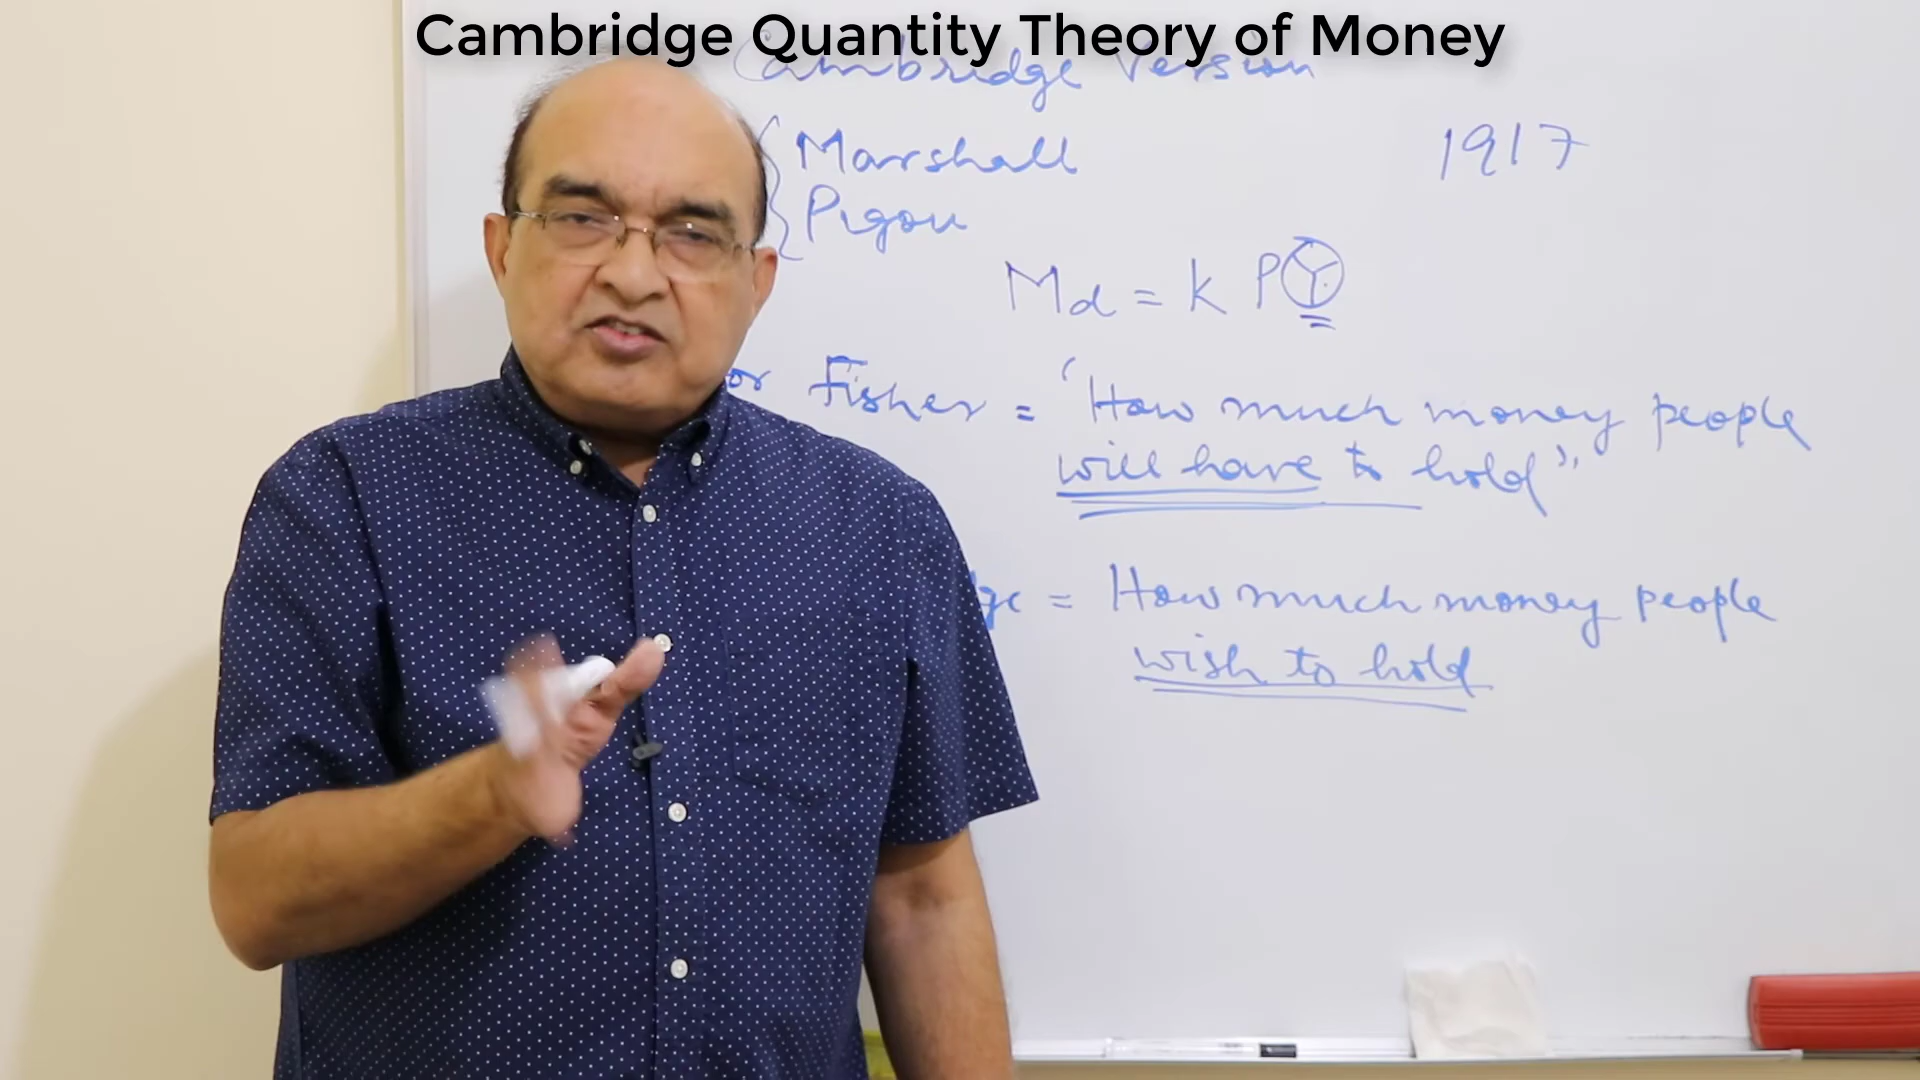 Cambridge Quantity Theory of Money
Cambridge Version
Marshall
1917
Pigou
Md = k PY
or Fisher = 'How much money people
will have to hold',
= How much money people
wish to hold